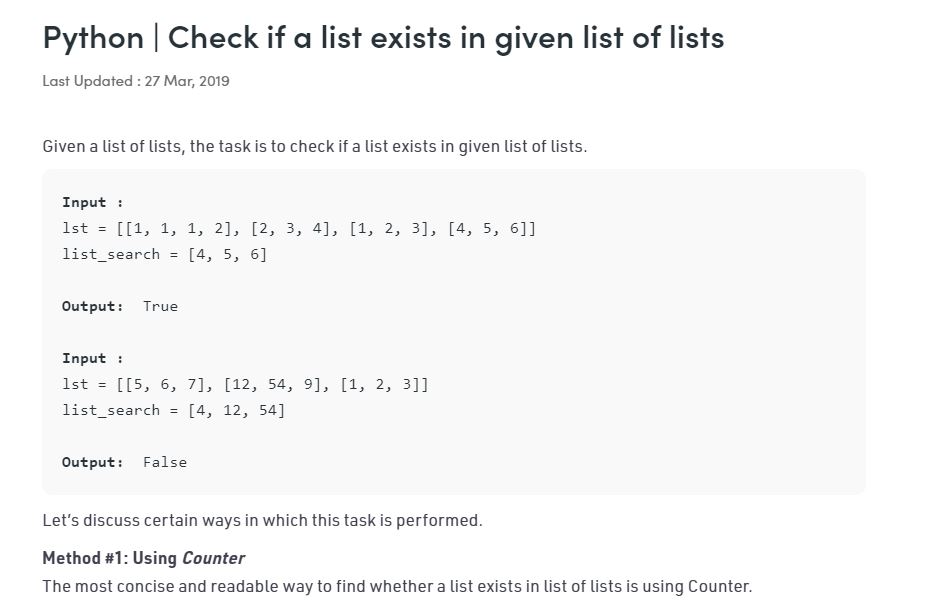 Python | Check if a list exists in given list of lists
Last Updated : 27 Mar, 2019
Given a list of lists, the task is to check if a list exists in given list of lists.
Input :
lst = [[1, 1, 1, 2], [2, 3, 4], [1, 2, 3], [4, 5, 6]]
list_search = [4, 5, 6]
Output:  True
Input :
lst = [[5, 6, 7], [12, 54, 9], [1, 2, 3]]
list_search = [4, 12, 54]
Output:  False
Let’s discuss certain ways in which this task is performed.
Method #1: Using Counter
The most concise and readable way to find whether a list exists in list of lists is using Counter.